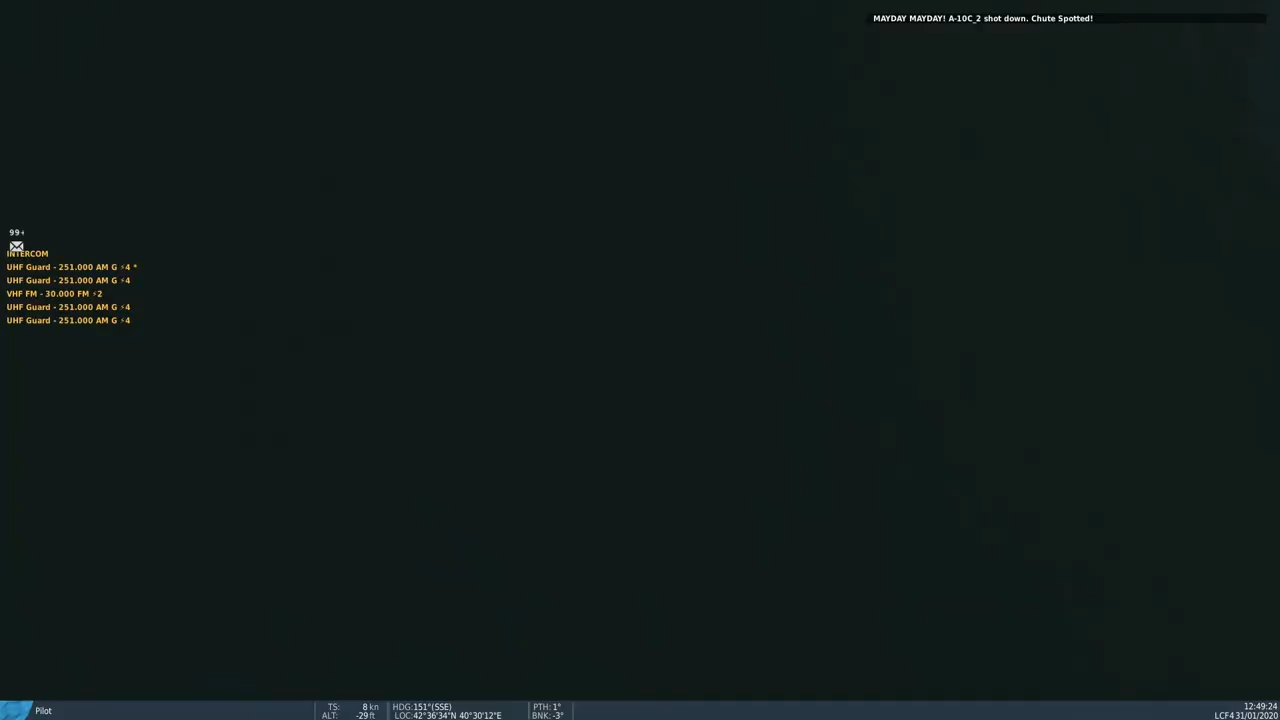 MAYDAY MAYDAY! A-10C_2 shot down. Chute Spotted!
99+
INTERCOM
UHF Guard - 251.000 AM G ⚡4 *
UHF Guard - 251.000 AM G ⚡4
VHF FM - 30.000 FM ⚡2
UHF Guard - 251.000 AM G ⚡4
UHF Guard - 251.000 AM G ⚡4
Pilot
TS: 8 kn HDG:151°(SSE) PTH: 1° 12:49:24
ALT: -29 ft LOC:42°36'34"N 40°30'12"E BNK:-3° LCF4 31/01/2020